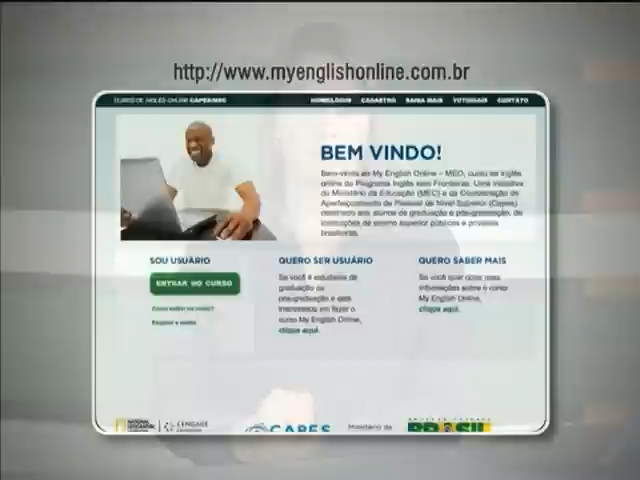 http://www.myenglishonline.com.br
CURSO DE INGLÊS ONLINE CAPES/MEC
CADASTRO SAIBA MAIS TUTORIAIS CONTATO
BEM VINDO!
Bem-vindo ao My English Online – MEO, curso de inglês
online do Programa Inglês sem Fronteiras. Uma iniciativa
do Ministério da Educação (MEC) e da Coordenação de
Aperfeiçoamento de Pessoal de Nível Superior (Capes)
destinado aos alunos de graduação e pós-graduação, de
instituições de ensino superior públicas e privadas
brasileiras.
SOU USUÁRIO
ENTRAR NO CURSO
QUERO SER USUÁRIO
Se você é estudante de
graduação ou
pós-graduação e está
interessado em fazer o
curso My English Online,
clique aqui.
QUERO SABER MAIS
Se você quer obter mais
informações sobre o curso
My English Online,
clique aqui.
NATIONAL
GEOGRAPHIC
CENGAGE
CAPES
Ministério da
BRASIL